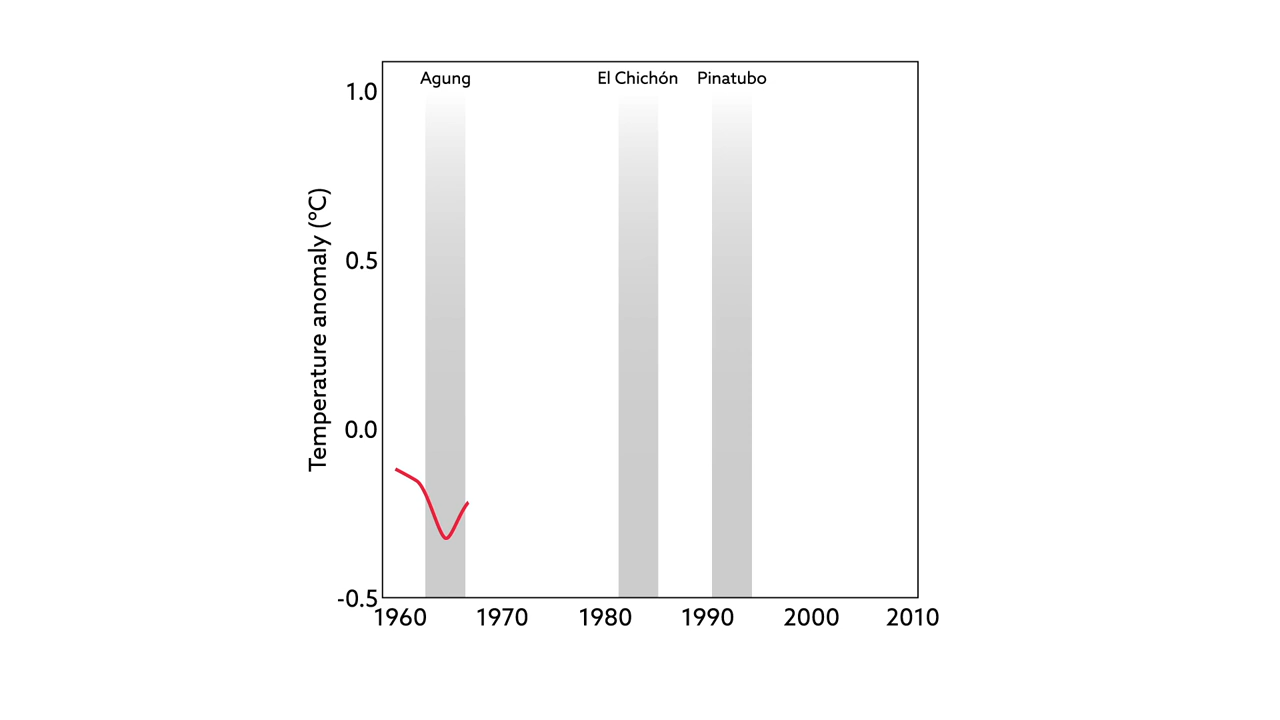 Agung
El Chichón
Pinatubo
1.0
0.5
0.0
-0.5
Temperature anomaly (°C)
1960
1970
1980
1990
2000
2010